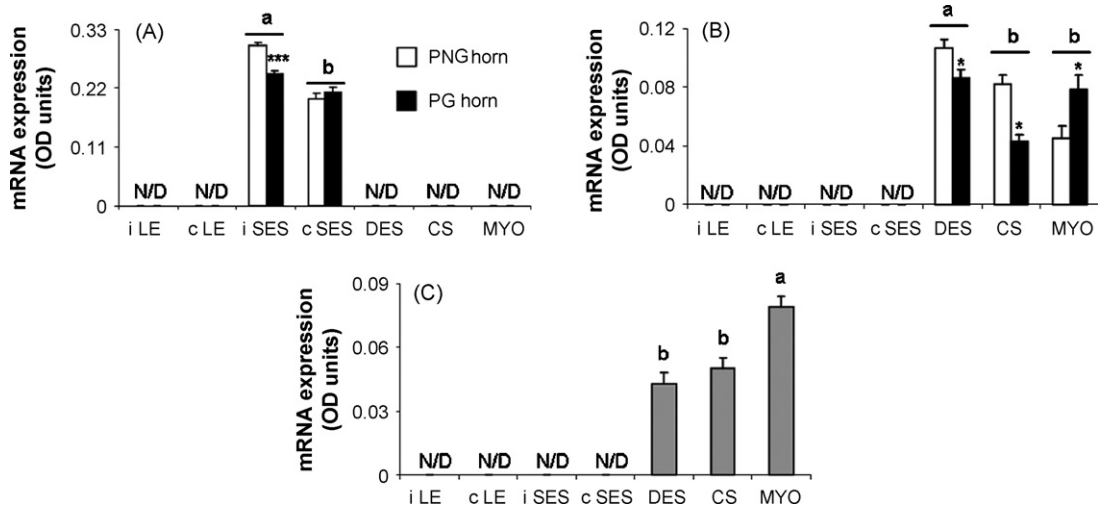 (A)
mRNA expression
(OD units)
0.33
0.22
0.11
0
a
***
b
PNG horn
PG horn
N/D N/D N/D N/D N/D
i LE c LE i SES c SES DES CS MYO
(B)
mRNA expression
(OD units)
0.12
0.08
0.04
0
a b b
* * *
N/D N/D N/D N/D
i LE c LE i SES c SES DES CS MYO
(C)
mRNA expression
(OD units)
0.09
0.06
0.03
0
b b a
N/D N/D N/D N/D
i LE c LE i SES c SES DES CS MYO